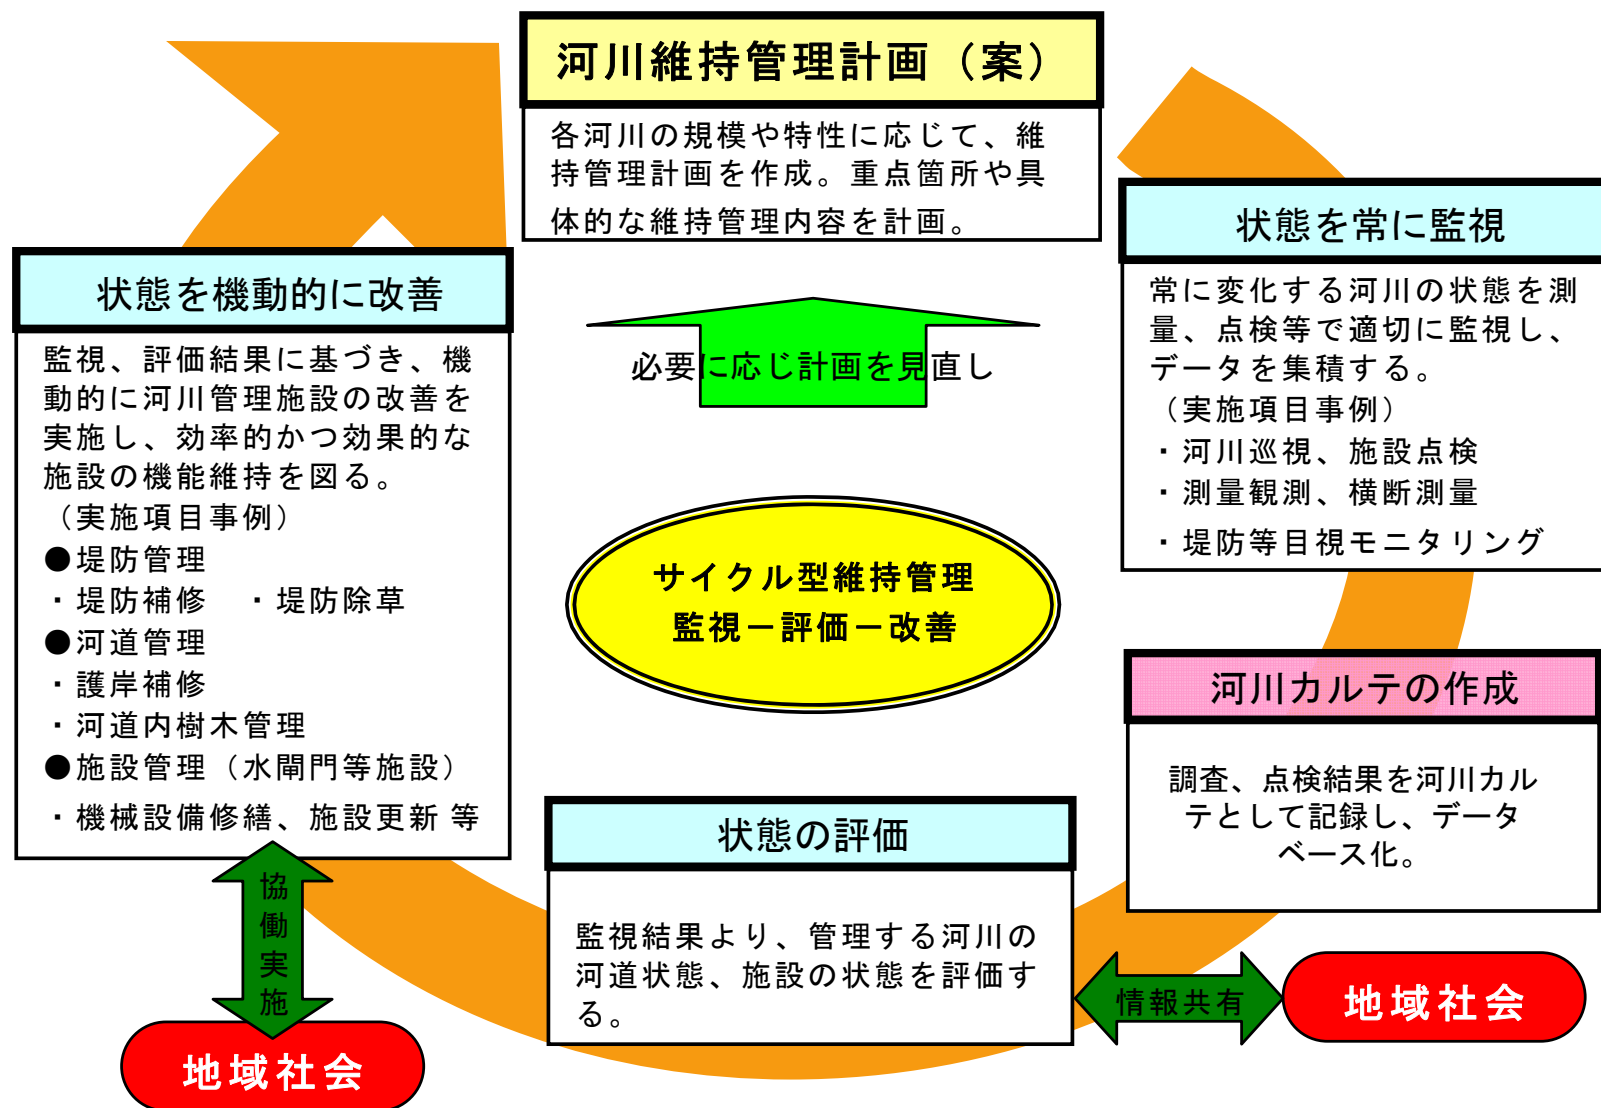 河川維持管理計画（案）
各河川の規模や特性に応じて、維
持管理計画を作成。重点箇所や具
体的な維持管理内容を計画。
状態を常に監視
常に変化する河川の状態を測
量、点検等で適切に監視し、
データを集積する。
（実施項目事例）
・河川巡視、施設点検
・測量観測、横断測量
・堤防等目視モニタリング
河川カルテの作成
調査、点検結果を河川カル
テとして記録し、データ
ベース化。
状態の評価
監視結果より、管理する河川の
河道状態、施設の状態を評価す
る。
情報共有
地域社会
状態を機動的に改善
監視、評価結果に基づき、機
動的に河川管理施設の改善を
実施し、効率的かつ効果的な
施設の機能維持を図る。
（実施項目事例）
●堤防管理
・堤防補修　・堤防除草
●河道管理
・護岸補修
・河道内樹木管理
●施設管理（水閘門等施設）
・機械設備修繕、施設更新 等
協働実施
地域社会
必要に応じ計画を見直し
サイクル型維持管理
監視－評価－改善